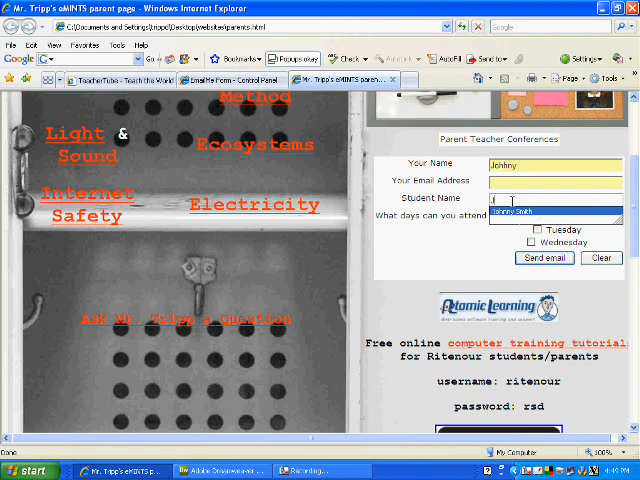 Mr. Tripp's eMINTS parent page - Windows Internet Explorer
C:\Documents and Settings\trippd\Desktop\websites\parents.html
Google
File Edit View Favorites Tools Help
Google G Bookmarks Popups okay Check AutoFill Send to Settings
TeacherTube - Teach the World EmailMe Form - Control Panel Mr. Tripp's eMINTS paren... Page Tools
Method
Light &
Sound
Ecosystems
Internet
Safety
Electricity
Ask Mr. Tripp a Question
Parent Teacher Conferences
Your Name Johhny
Your Email Address
Student Name J
Johnny Smith
What days can you attend
Tuesday
Wednesday
Send email Clear
Atomic Learning
Free online computer training tutorials
for Ritenour students/parents
username: ritenour
password: rsd
Done My Computer 100%
start Mr. Tripp's eMINTS p... Adobe Dreamweaver ... Recording... 4:49 PM